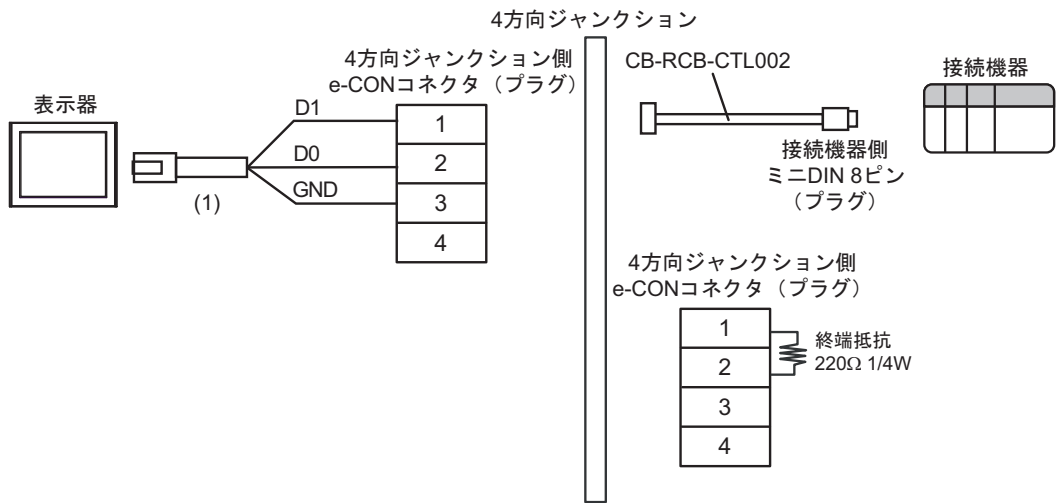 4方向ジャンクション
4方向ジャンクション側
e-CONコネクタ（プラグ）
表示器
(1)
D1
D0
GND
1
2
3
4
CB-RCB-CTL002
接続機器
接続機器側
ミニDIN 8ピン
（プラグ）
4方向ジャンクション側
e-CONコネクタ（プラグ）
1
2
3
4
終端抵抗
220Ω 1/4W